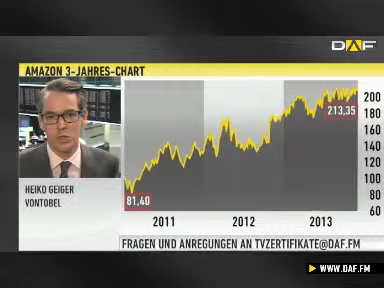 DAF
AMAZON 3-JAHRES-CHART
200
180
160
140
120
100
80
60
213,35
81,40
2011 2012 2013
HEIKO GEIGER
VONTOBEL
FRAGEN UND ANREGUNGEN AN TVZERTIFIKATE@DAF.FM
WWW.DAF.FM